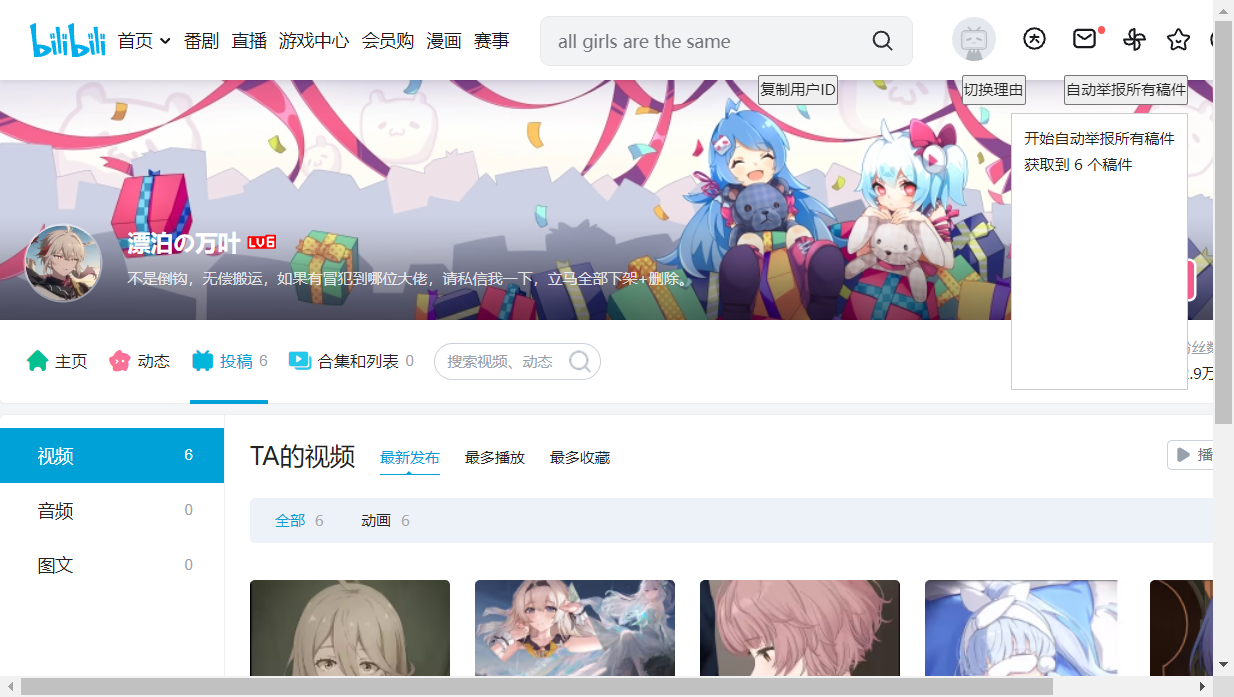 bilibili 首页 番剧 直播 游戏中心 会员购 漫画 赛事 all girls are the same
复制用户ID 切换理由 自动举报所有稿件
开始自动举报所有稿件
获取到 6 个稿件
漂泊の万叶 LV6
不是倒钩，无偿搬运，如果有冒犯到哪位大佬，请私信我一下，立马全部下架+删除。
主页 动态 投稿 6 合集和列表 0 搜索视频、动态
丝数
.9万
视频 6
音频 0
图文 0
TA的视频 最新发布 最多播放 最多收藏 播
全部 6 动画 6